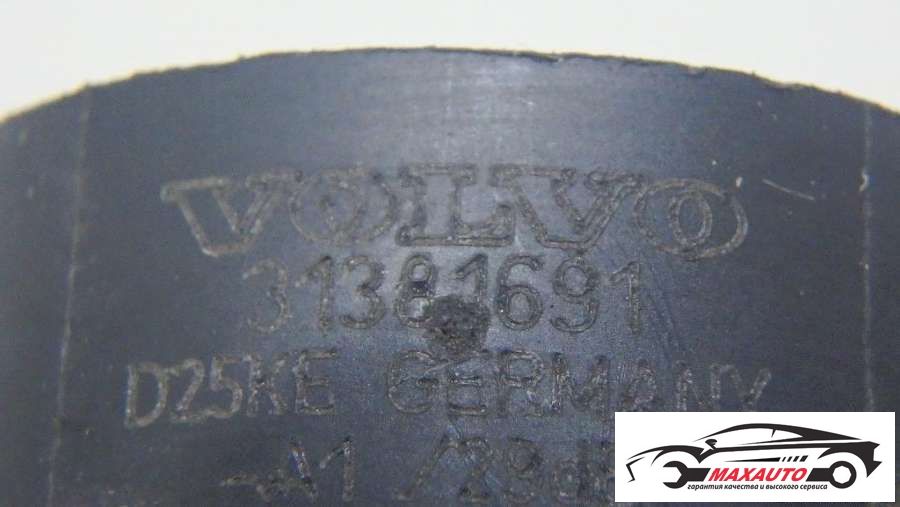 VOLVO
31381691
D25KE GERMANY
MAXAUTO
гарантия качества и высокого сервиса